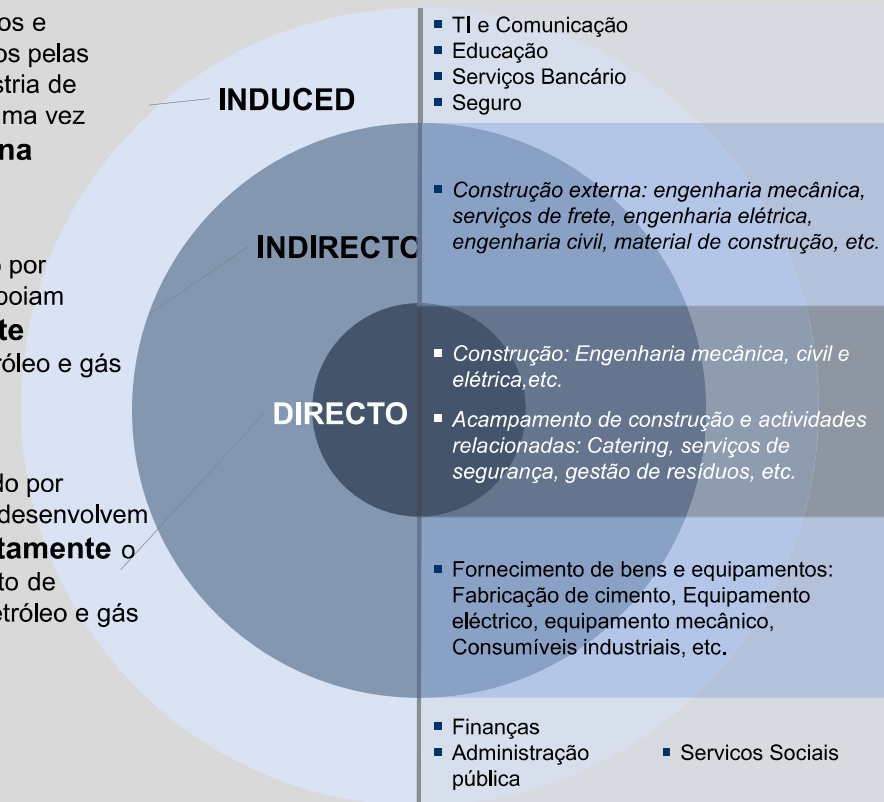 os e
os pelas
stria de
ma vez
na
INDUCED
TI e Comunicação
Educação
Serviços Bancário
Seguro
o por
poiam
te
róleo e gás
INDIRECTO
Construção externa: engenharia mecânica,
serviços de frete, engenharia elétrica,
engenharia civil, material de construção, etc.
DIRECTO
Construção: Engenharia mecânica, civil e
elétrica,etc.
Acampamento de construção e actividades
relacionadas: Catering, serviços de
segurança, gestão de resíduos, etc.
do por
desenvolvem
tamente o
to de
etróleo e gás
Fornecimento de bens e equipamentos:
Fabricação de cimento, Equipamento
eléctrico, equipamento mecânico,
Consumíveis industriais, etc.
Finanças
Administração
pública
Servicos Sociais